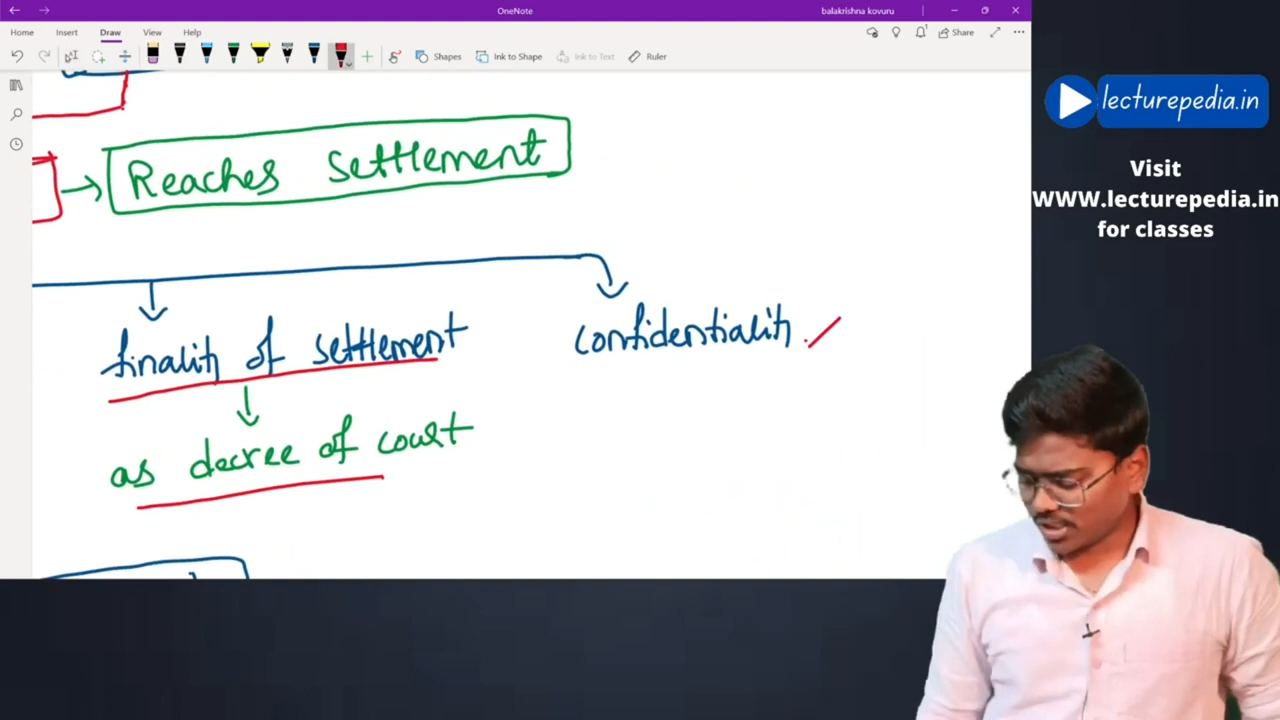 OneNote
balakrishna kovuru
Home Insert Draw View Help
Share
Shapes Ink to Shape Ink to Text Ruler
Reaches settlement
finality of settlement
confidentiality
as decree of court
lecturepedia.in
Visit
WWW.lecturepedia.in
for classes